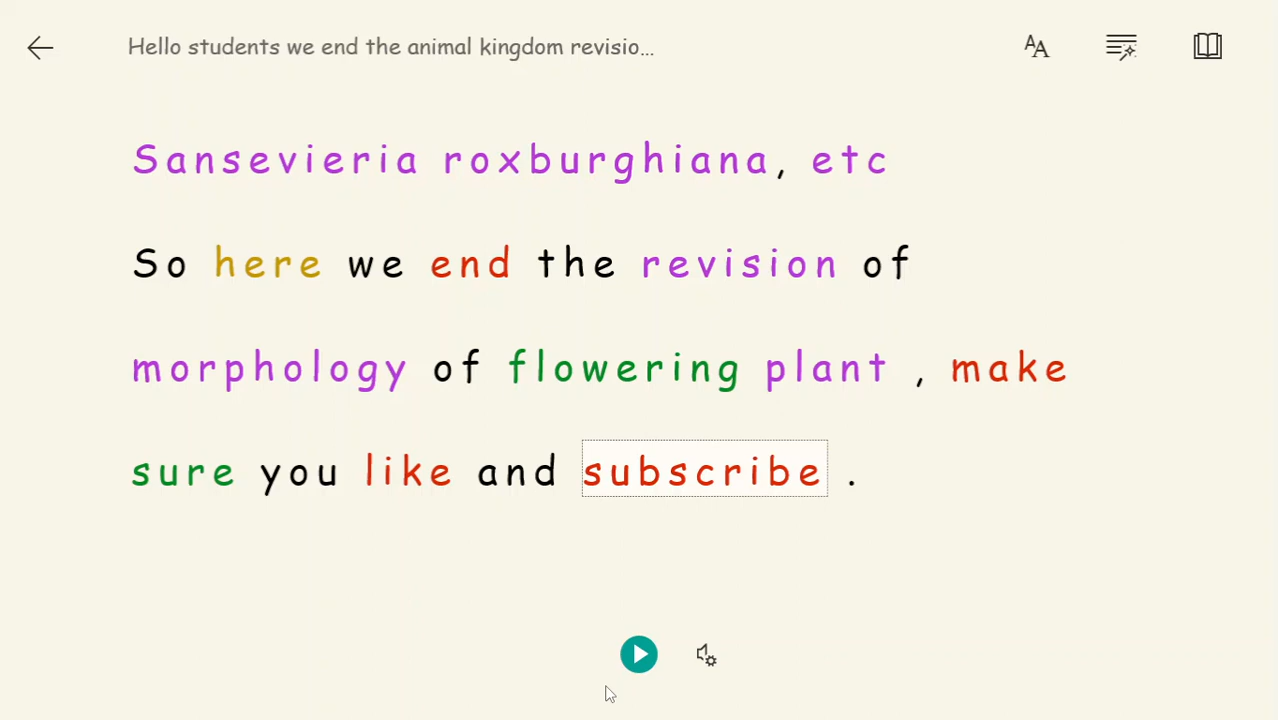 Hello students we end the animal kingdom revisio...
Sansevieria roxburghiana, etc
So here we end the revision of
morphology of flowering plant , make
sure you like and subscribe .